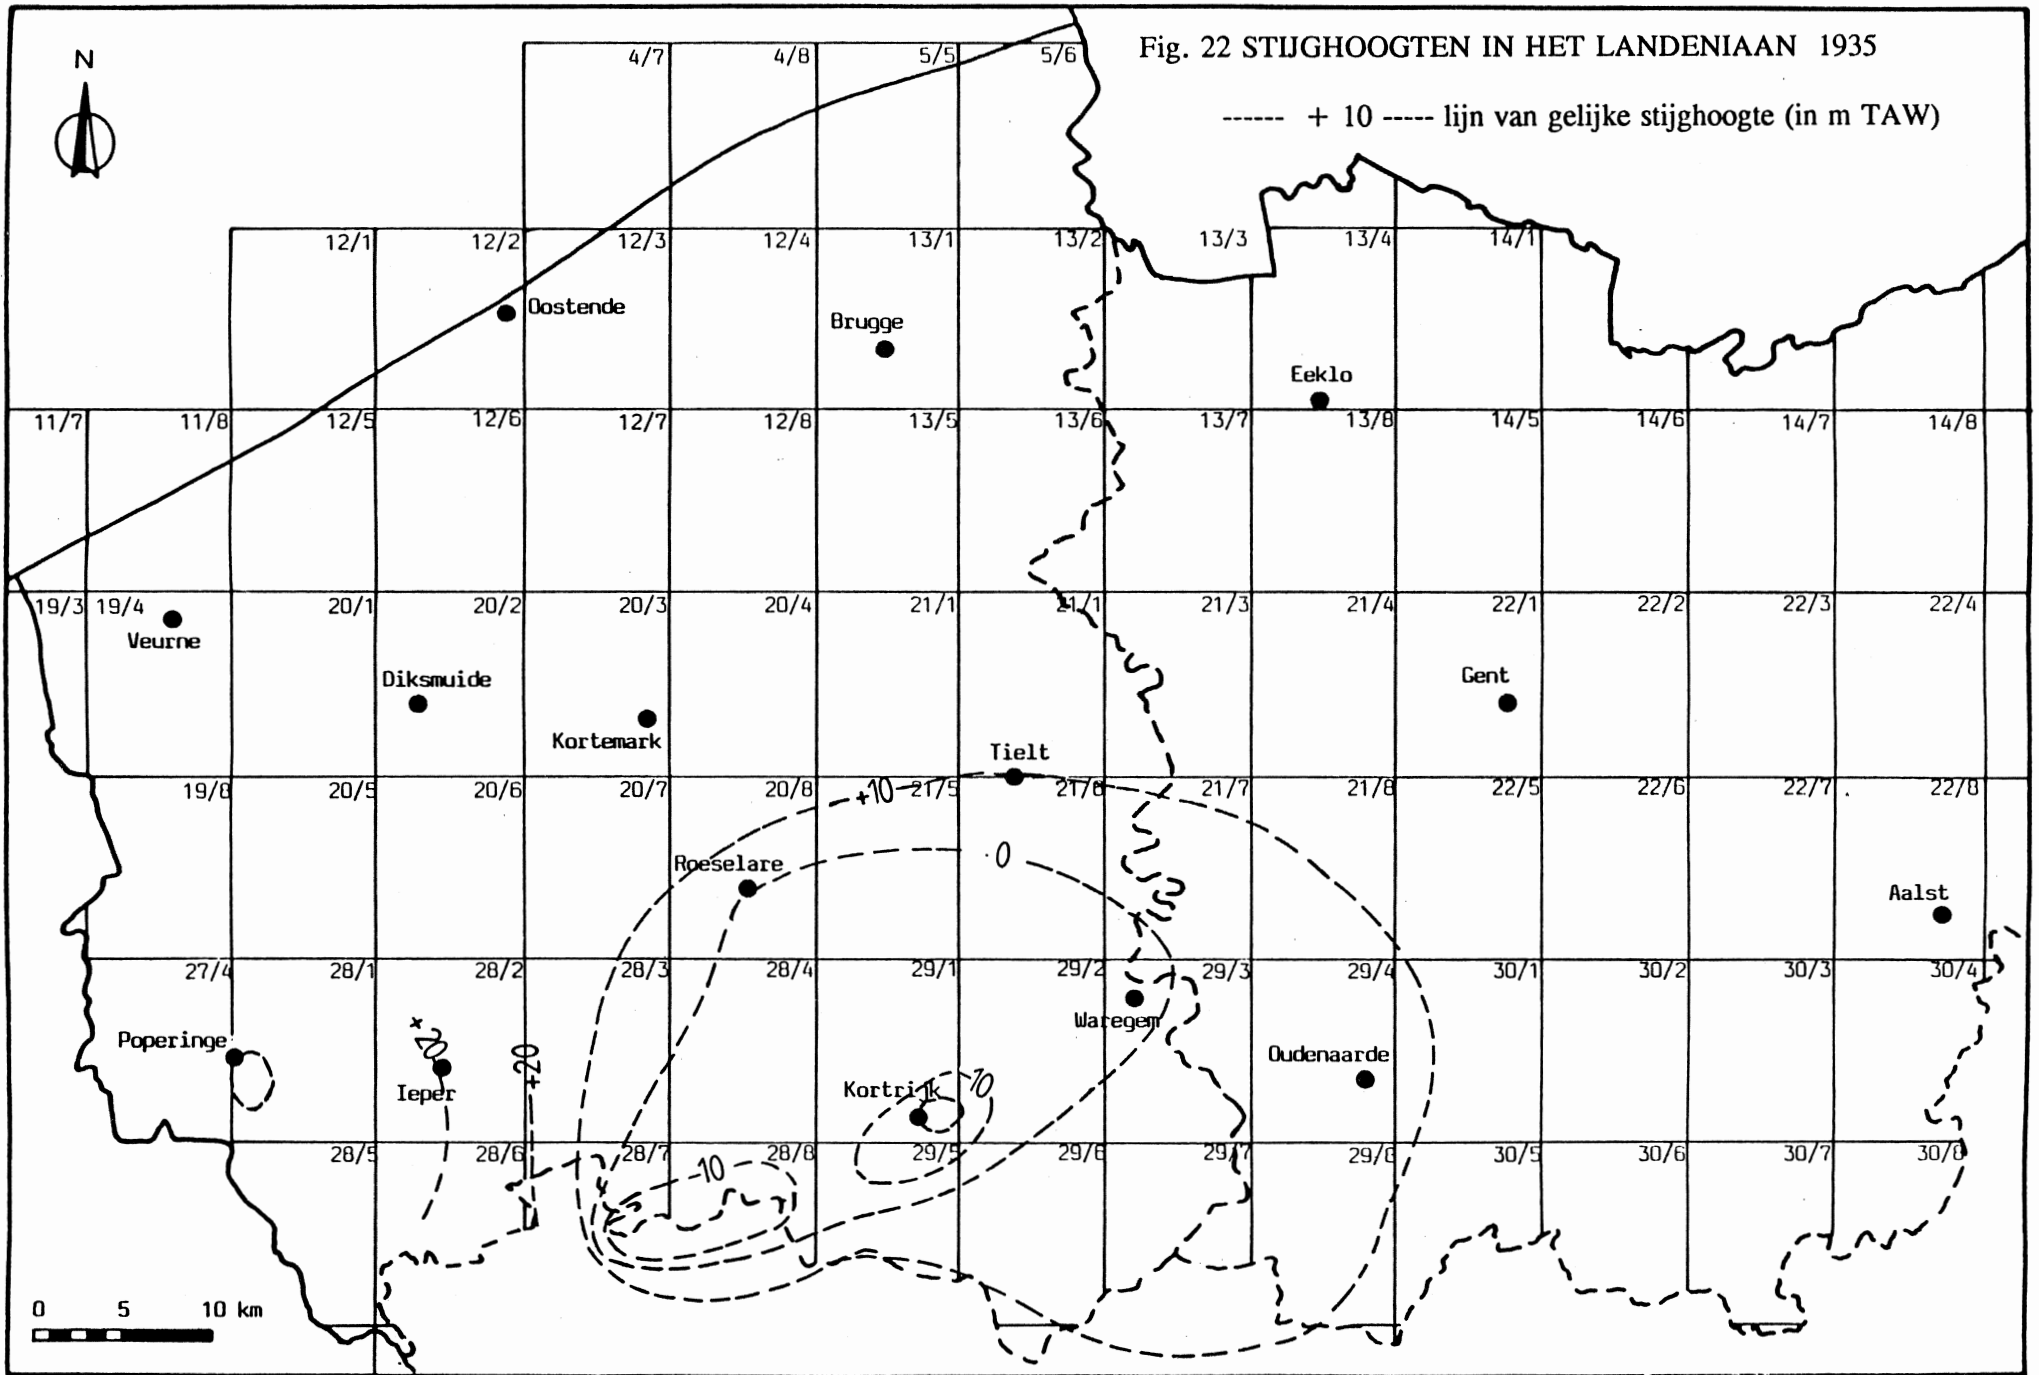 Fig. 22 STIJGHOOGTEN IN HET LANDENIAAN 1935
------ + 10 ----- lijn van gelijke stijghoogte (in m TAW)
N
4/7 4/8 5/5 5/6
12/1 12/2 12/3 12/4 13/1 13/2 13/3 13/4 14/1
Oostende
Brugge
Eeklo
11/7 11/8 12/5 12/6 12/7 12/8 13/5 13/6 13/7 13/8 14/5 14/6 14/7 14/8
19/3 19/4 20/1 20/2 20/3 20/4 21/1 21/1 21/3 21/4 22/1 22/2 22/3 22/4
Veurne
Diksmuide
Gent
Kortemark
Tielt
19/8 20/5 20/6 20/7 20/8 +10 21/5 21/6 21/7 21/8 22/5 22/6 22/7 22/8
0
Roeselare
Aalst
27/4 28/1 28/2 28/3 28/4 29/1 29/2 29/3 29/4 30/1 30/2 30/3 30/4
Waregem
Poperinge
+20
+20
Oudenaarde
Ieper
Kortrijk
-10
28/5 28/6 28/7 28/8 29/5 29/6 29/7 29/8 30/5 30/6 30/7 30/8
-10
0 5 10 km